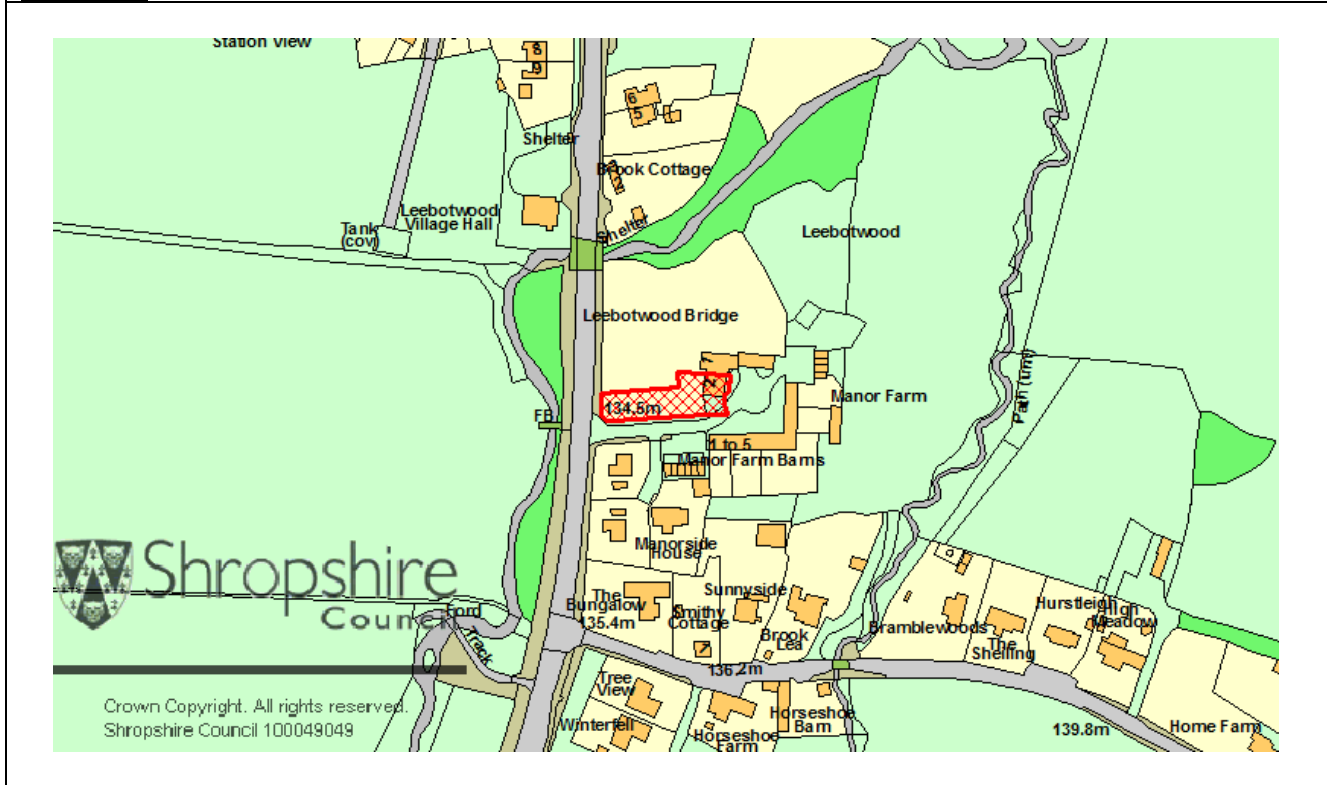 Station View
8
9
6
5
Shelter
Brook Cottage
2
Leebotwood
Village Hall
Shelter
Tank
(cov)
Leebotwood
Leebotwood Bridge
1
2
134.5m
FB
Manor Farm
Path (um)
1 to 5
Manor Farm Barns
Manorside
House
Shropshire
Council
The
Bungalow
135.4m
Sunnyside
Smithy
Cottage
Brook
Lea
Hurstleigh
High
Meadow
Bramblewoods
The
Shelling
Ford
Track
136.2m
Tree
View
Winterfell
Horseshoe
Barn
Horseshoe
Farm
139.8m
Home Farm
Crown Copyright. All rights reserved.
Shropshire Council 100049049